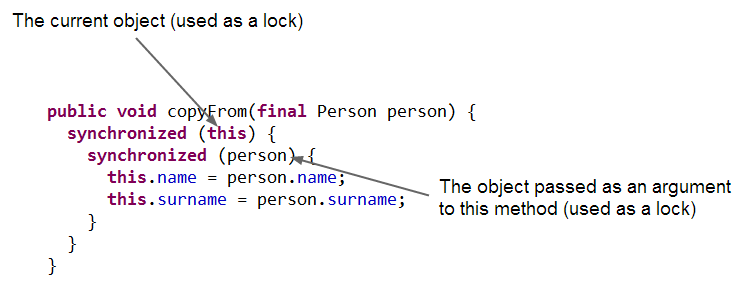 The current object (used as a lock)
public void copyFrom(final Person person) {
synchronized (this) {
synchronized (person) {
this.name = person.name;
this.surname = person.surname;
}
}
}
The object passed as an argument
to this method (used as a lock)